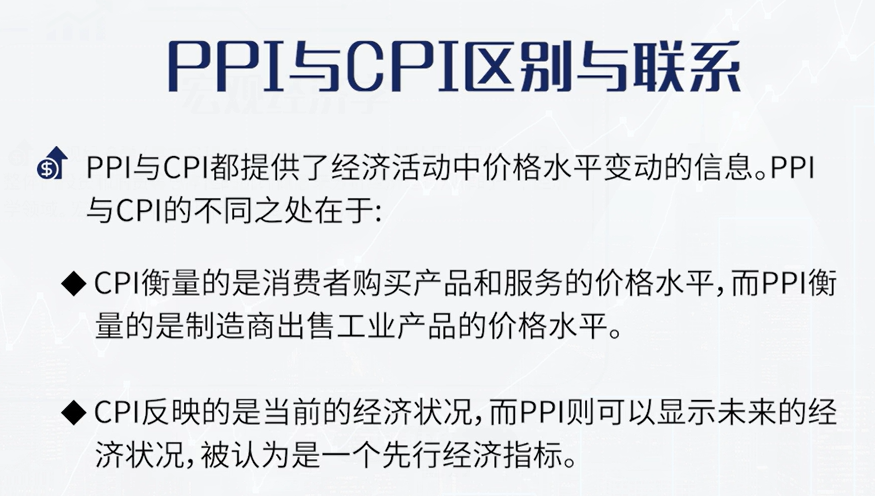 PPI与CPI区别与联系
PPI与CPI都提供了经济活动中价格水平变动的信息。PPI
与CPI的不同之处在于:
◆ CPI衡量的是消费者购买产品和服务的价格水平,而PPI衡
量的是制造商出售工业产品的价格水平。
◆ CPI反映的是当前的经济状况,而PPI则可以显示未来的经
济状况,被认为是一个先行经济指标。